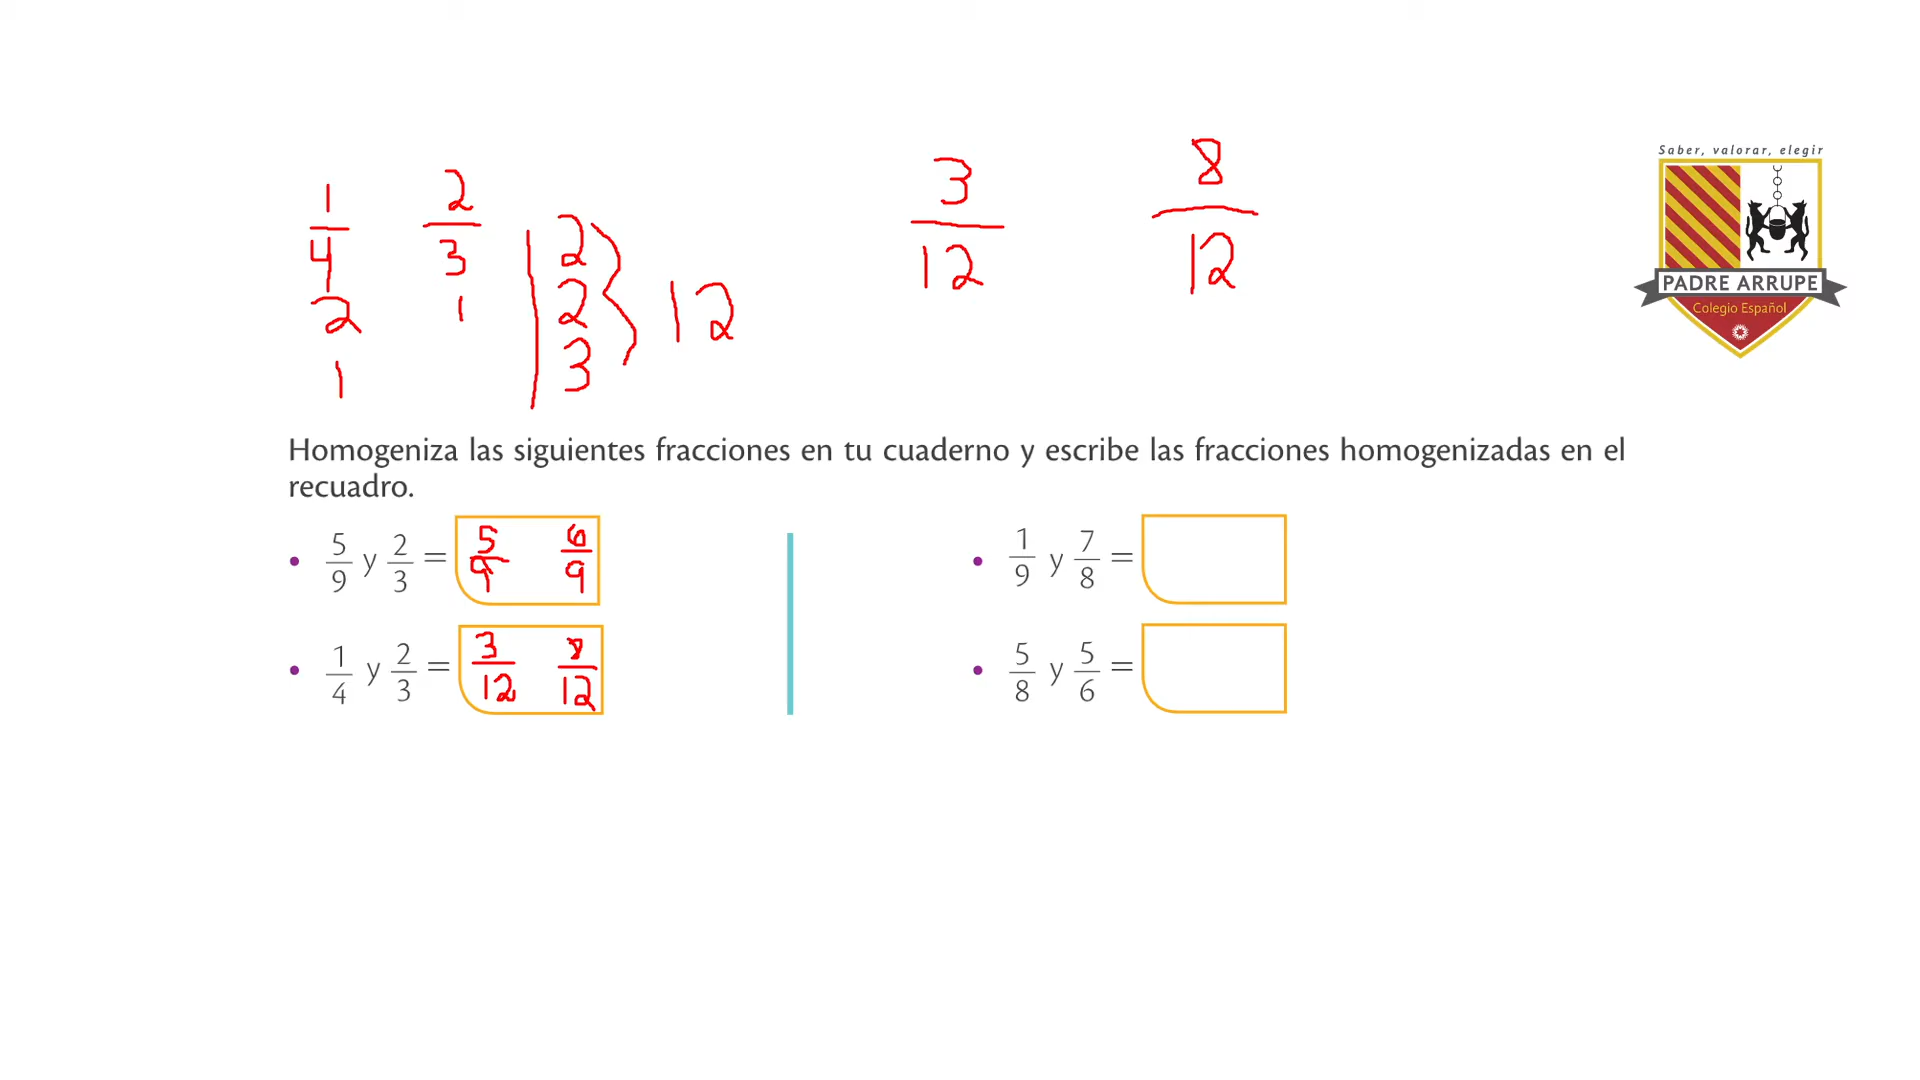 1/4 2/3 | 2
2 1 | 2
1 | 3
12
3/12 8/12
Saber, valorar, elegir
PADRE ARRUPE
Colegio Español
Homogeniza las siguientes fracciones en tu cuaderno y escribe las fracciones homogenizadas en el
recuadro.
• 5/9 y 2/3 = 5/9 6/9
• 1/4 y 2/3 = 3/12 8/12
• 1/9 y 7/8 =
• 5/8 y 5/6 =